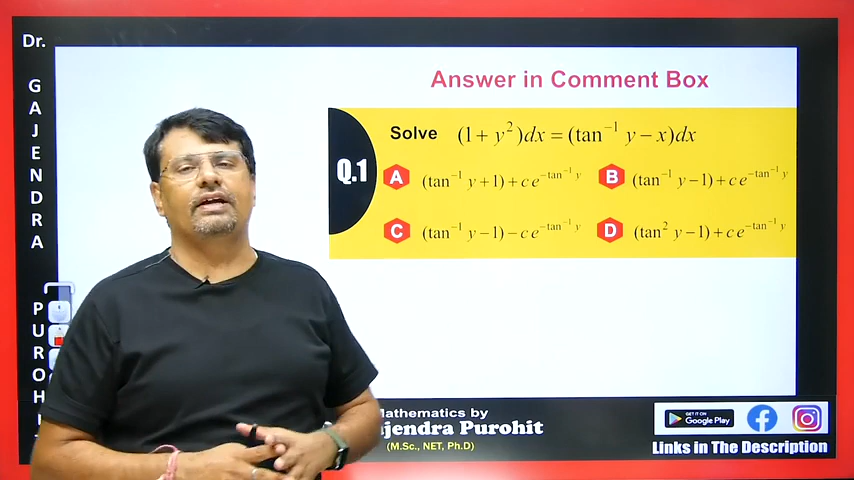 Dr.
GAJENDRA
PUROHI
Answer in Comment Box
Q.1
Solve (1 + y²)dx = (tan⁻¹ y − x)dx
A (tan⁻¹ y + 1) + c e^(−tan⁻¹ y)
B (tan⁻¹ y − 1) + c e^(−tan⁻¹ y)
C (tan⁻¹ y − 1) − c e^(−tan⁻¹ y)
D (tan² y − 1) + c e^(−tan⁻¹ y)
Mathematics by
jendra Purohit
(M.Sc., NET, Ph.D)
GET IT ON
Google Play
Links in The Description